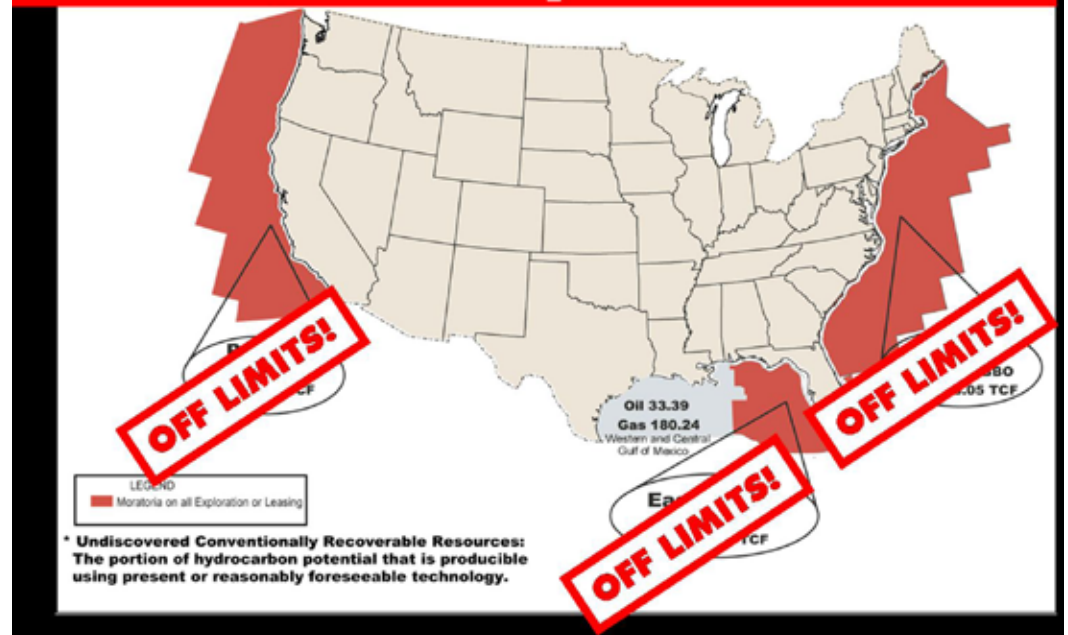 OFF LIMITS!
OFF LIMITS!
BO
.05 TCF
Oil 33.39
Gas 180.24
Western and Central
Gulf of Mexico
OFF LIMITS!
TCF
LEGEND
Moratoria on all Exploration or Leasing
* Undiscovered Conventionally Recoverable Resources:
The portion of hydrocarbon potential that is producible
using present or reasonably foreseeable technology.